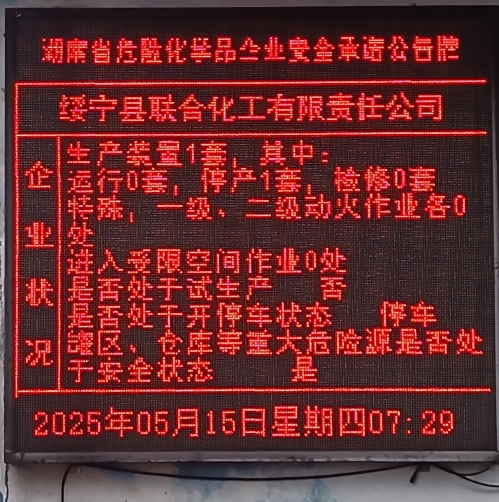 湖南省危险化学品企业安全承诺公告牌
绥宁县联合化工有限责任公司
企业状况
生产装置1套，其中：
运行0套，停产1套，检修0套
特殊，一级、二级动火作业各0
处
进入受限空间作业0处
是否处于试生产 否
是否处于开停车状态 停车
罐区、仓库等重大危险源是否处
于安全状态 是
2025年05月15日星期四07:29